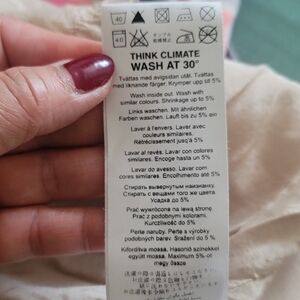 40
40
THINK CLIMATE
WASH AT 30°
Tvättas med avigsidan utåt. Tvättas
med liknande färger. Krymper upp till 5%
Wash inside out. Wash with
similar colours. Shrinkage up to 5%
Links waschen. Mit ähnlichen
Farben waschen. Lauft bis zu 5% ein
Laver à l'envers. Laver avec
couleurs similaires.
Rétrécissement jusqu'à 5%
Lavar al revés. Lavar con colores
similares. Encoge hasta un 5%
Lavar do avesso. Lavar com
cores similares. Encolhimento até 5%
Стирать вывернутым наизнанку.
Стирать с вещами того же цвета.
Усадка до 5%
Prać wywrócone na lewą stronę
Prać z podobnymi kolorami.
Kurczliwość do 5%
Perte naruby. Perte s výrobky
podobných barev. Sražení do 5 %
Kifordítva mossa. Hasonló színekkel
együtt mossa. Maximum 5%-ot
megy össze